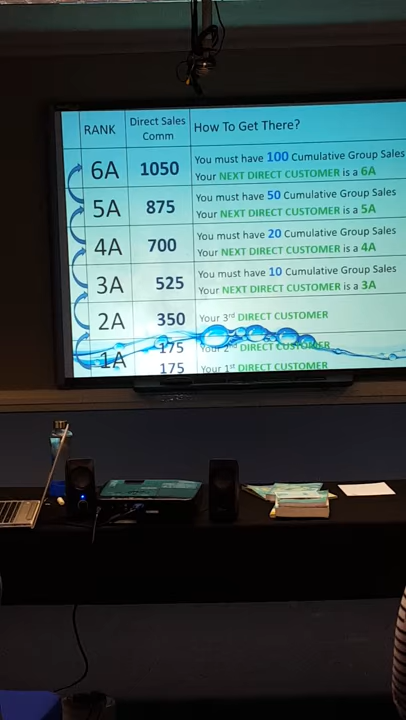 RANK
Direct Sales
Comm
How To Get There?
6A
1050
You must have 100 Cumulative Group Sales
Your NEXT DIRECT CUSTOMER is a 6A
5A
875
You must have 50 Cumulative Group Sales
Your NEXT DIRECT CUSTOMER is a 5A
4A
700
You must have 20 Cumulative Group Sales
Your NEXT DIRECT CUSTOMER is a 4A
3A
525
You must have 10 Cumulative Group Sales
Your NEXT DIRECT CUSTOMER is a 3A
2A
350
Your 3rd DIRECT CUSTOMER
1A
175
Your 2nd DIRECT CUSTOMER
175
Your 1st DIRECT CUSTOMER